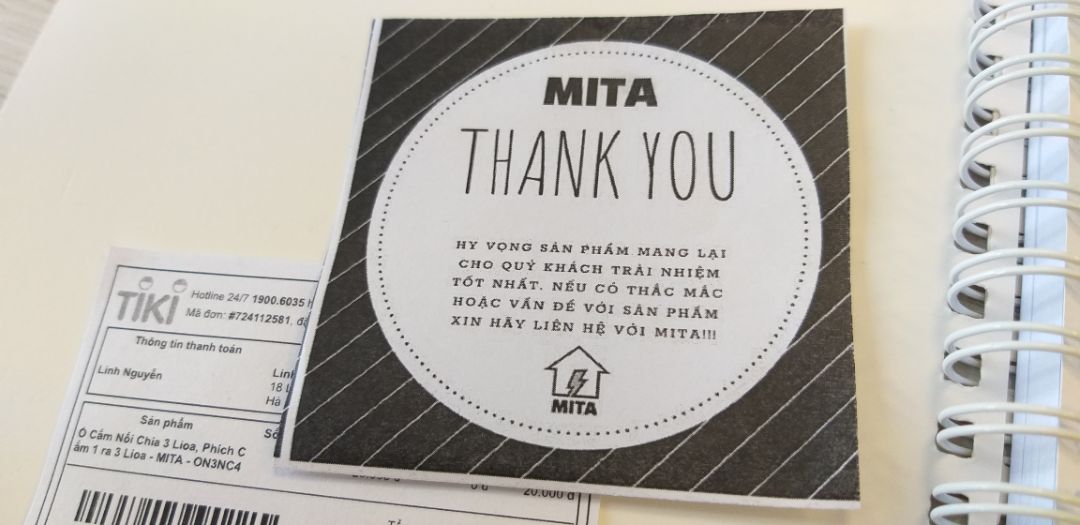 MITA
THANK YOU
HY VỌNG SẢN PHẨM MANG LẠI
CHO QUÝ KHÁCH TRẢI NHIỆM
TỐT NHẤT. NẾU CÓ THẮC MẮC
HOẶC VẤN ĐỀ VỚI SẢN PHẨM
XIN HÃY LIÊN HỆ VỚI MITA!!!
MITA
TIKI
Hotline 24/7 1900.6035
Mã đơn: #724112581,
Thông tin thanh toán
Linh Nguyễn
18
Hà
Sản phẩm
Ổ Cắm Nối Chia 3 Lioa, Phích C
ắm 1 ra 3 Lioa - MITA - ON3NC4
0 đ
20.000 đ